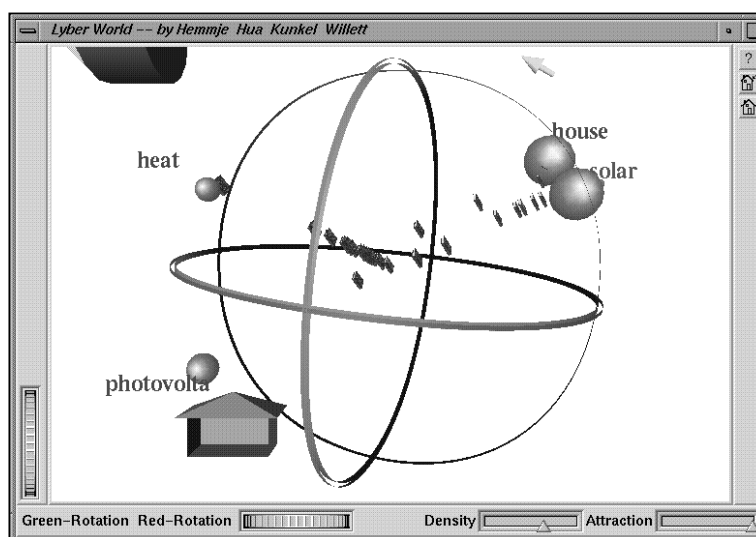 Lyber World -- by Hemmje Hua Kunkel Willett
?
house
heat
solar
photovolta
Green-Rotation Red-Rotation Density Attraction